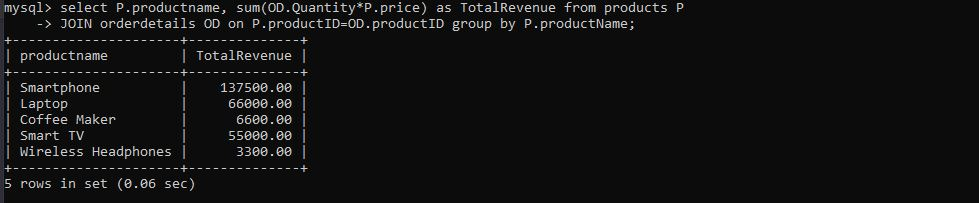 mysql> select P.productname, sum(OD.Quantity*P.price) as TotalRevenue from products P
    -> JOIN orderdetails OD on P.productID=OD.productID group by P.productName;
+---------------------+--------------+
| productname         | TotalRevenue |
+---------------------+--------------+
| Smartphone          |    137500.00 |
| Laptop              |     66000.00 |
| Coffee Maker        |      6600.00 |
| Smart TV            |     55000.00 |
| Wireless Headphones |      3300.00 |
+---------------------+--------------+
5 rows in set (0.06 sec)